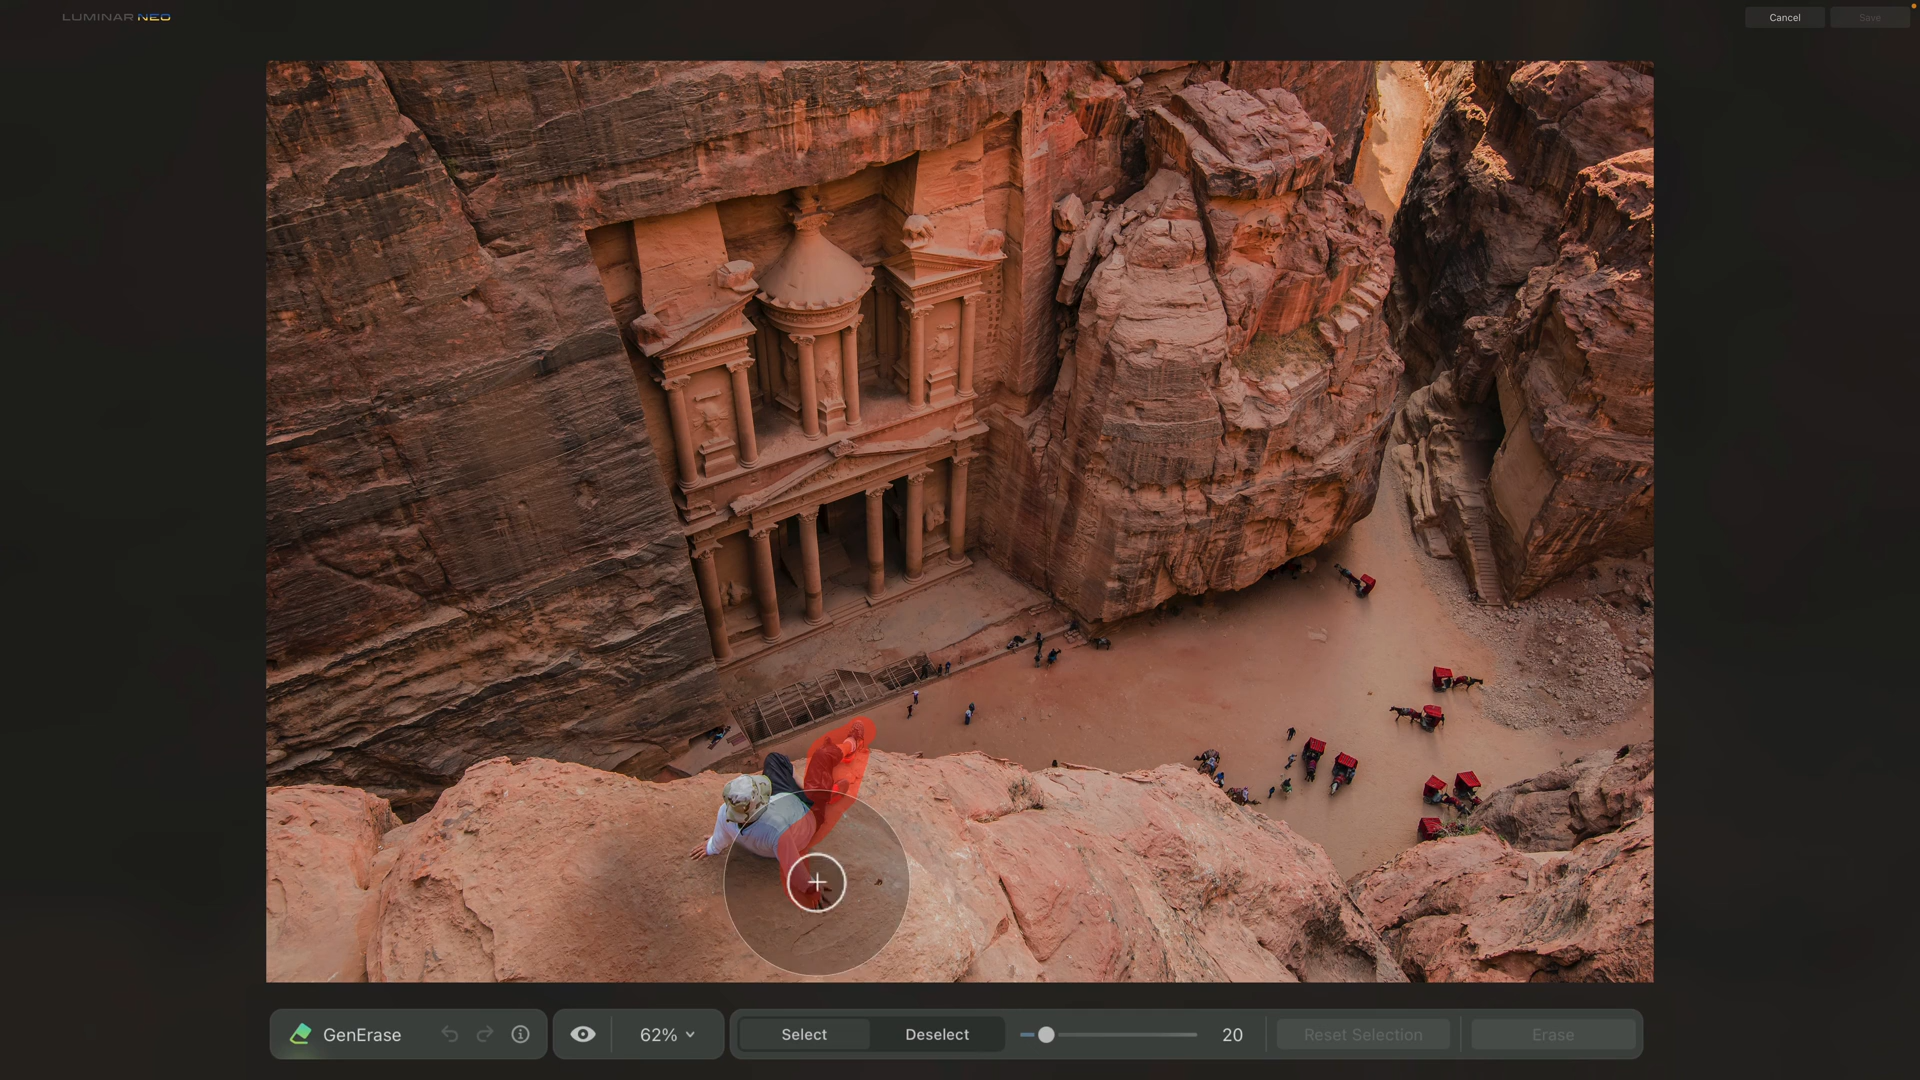 LUMINAR NEO
Cancel
Save
GenErase
62%
Select
Deselect
20
Reset Selection
Erase